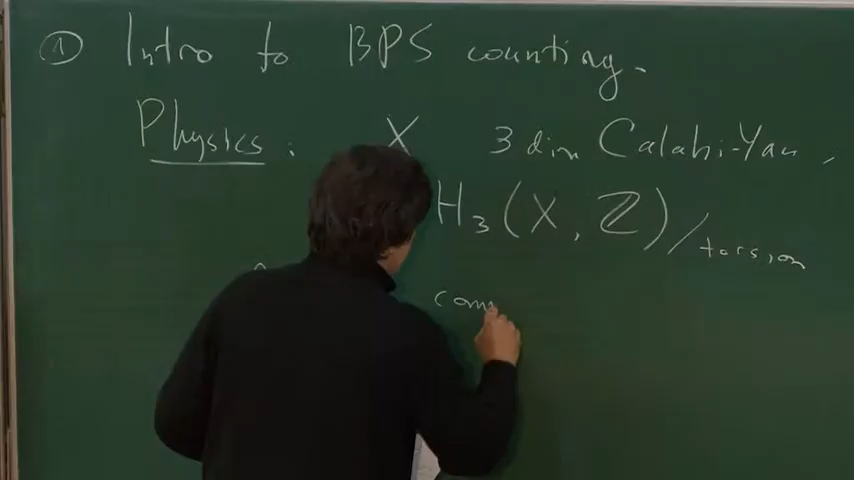 ① Intro to BPS counting.
Physics : X 3 dim Calabi-Yau,
H₃(X, ℤ)/torsion
com